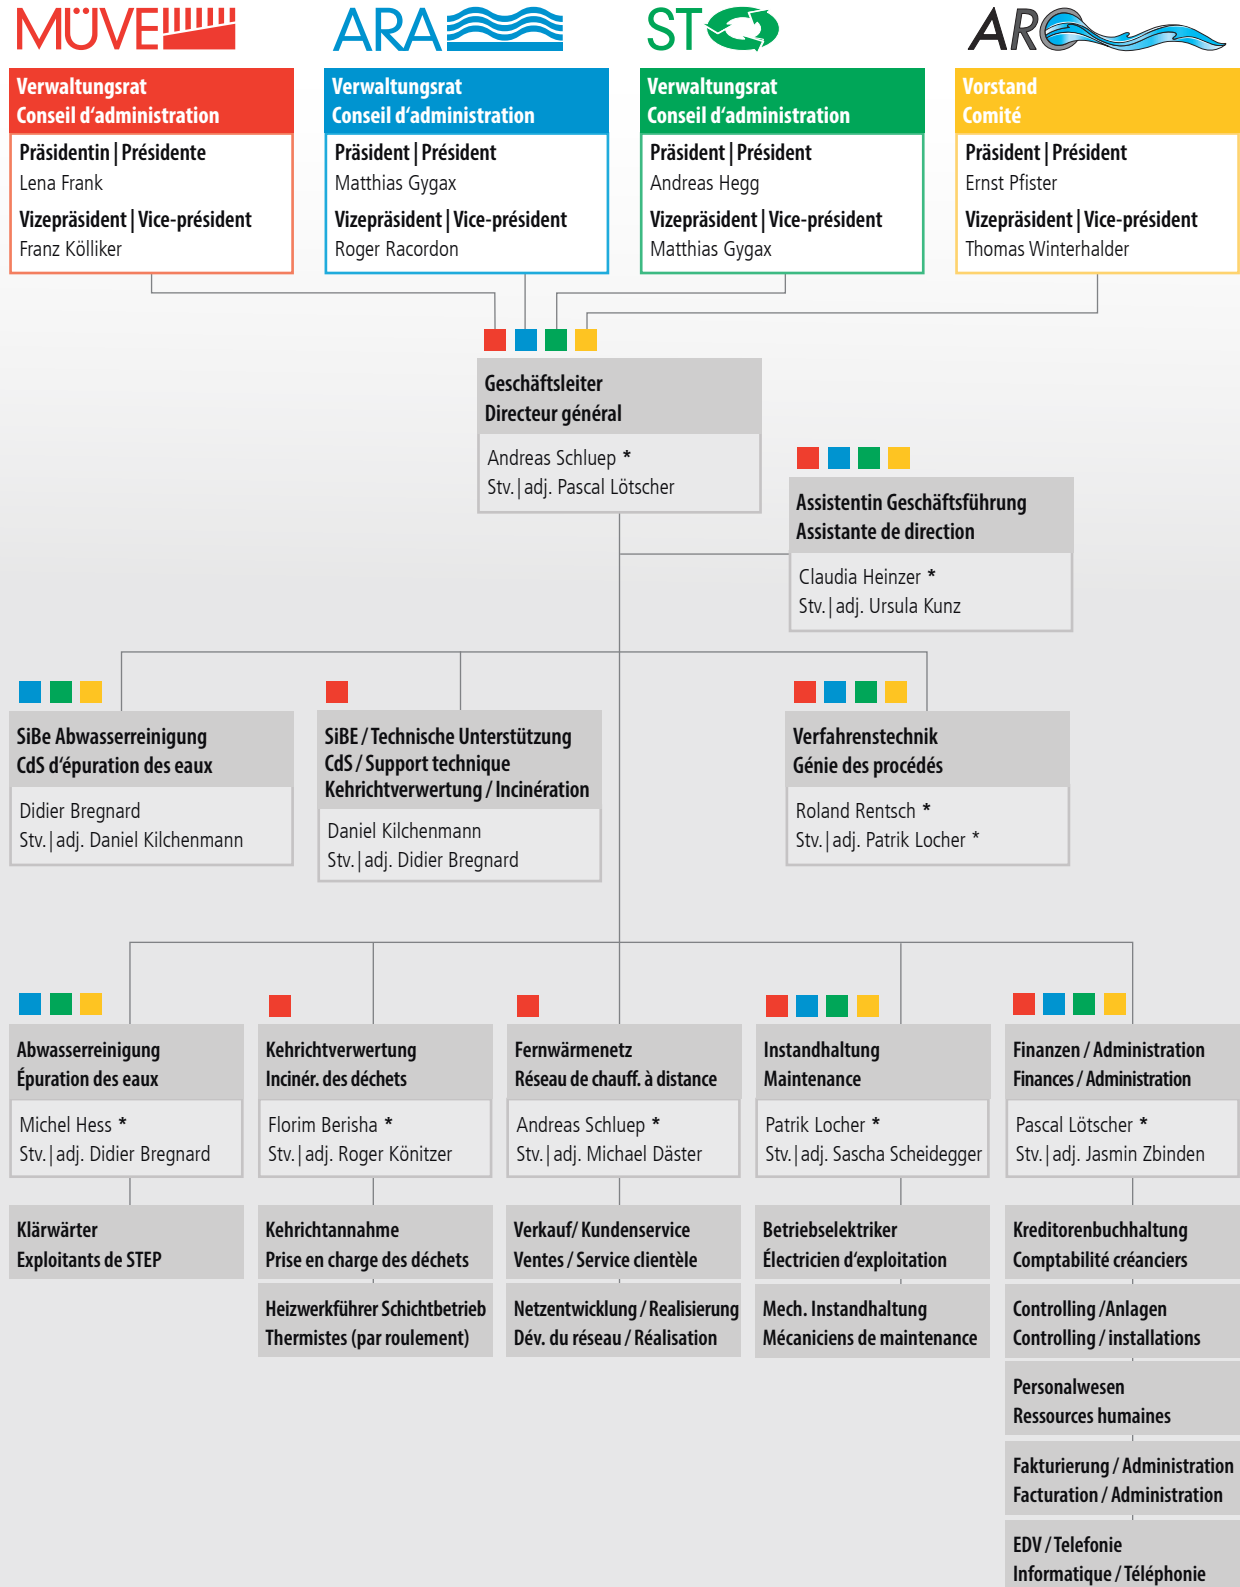 MÜVE
Verwaltungsrat
Conseil d‘administration
Präsidentin | Présidente
Lena Frank
Vizepräsident | Vice-président
Franz Kölliker
ARA
Verwaltungsrat
Conseil d‘administration
Präsident | Président
Matthias Gygax
Vizepräsident | Vice-président
Roger Racordon
ST
Verwaltungsrat
Conseil d‘administration
Präsident | Président
Andreas Hegg
Vizepräsident | Vice-président
Matthias Gygax
ARO
Vorstand
Comité
Präsident | Président
Ernst Pfister
Vizepräsident | Vice-président
Thomas Winterhalder
Geschäftsleiter
Directeur général
Andreas Schluep *
Stv. | adj. Pascal Lötscher
Assistentin Geschäftsführung
Assistante de direction
Claudia Heinzer *
Stv. | adj. Ursula Kunz
SiBe Abwasserreinigung
CdS d‘épuration des eaux
Didier Bregnard
Stv. | adj. Daniel Kilchenmann
SiBE / Technische Unterstützung
CdS / Support technique
Kehrichtverwertung / Incinération
Daniel Kilchenmann
Stv. | adj. Didier Bregnard
Verfahrenstechnik
Génie des procédés
Roland Rentsch *
Stv. | adj. Patrik Locher *
Abwasserreinigung
Épuration des eaux
Michel Hess *
Stv. | adj. Didier Bregnard
Klärwärter
Exploitants de STEP
Kehrichtverwertung
Incinér. des déchets
Florim Berisha *
Stv. | adj. Roger Könitzer
Kehrichtannahme
Prise en charge des déchets
Heizwerkführer Schichtbetrieb
Thermistes (par roulement)
Fernwärmenetz
Réseau de chauff. à distance
Andreas Schluep *
Stv. | adj. Michael Däster
Verkauf/ Kundenservice
Ventes / Service clientèle
Netzentwicklung / Realisierung
Dév. du réseau / Réalisation
Instandhaltung
Maintenance
Patrik Locher *
Stv. | adj. Sascha Scheidegger
Betriebselektriker
Électricien d‘exploitation
Mech. Instandhaltung
Mécaniciens de maintenance
Finanzen / Administration
Finances / Administration
Pascal Lötscher *
Stv. | adj. Jasmin Zbinden
Kreditorenbuchhaltung
Comptabilité créanciers
Controlling /Anlagen
Controlling / installations
Personalwesen
Ressources humaines
Fakturierung / Administration
Facturation / Administration
EDV / Telefonie
Informatique / Téléphonie